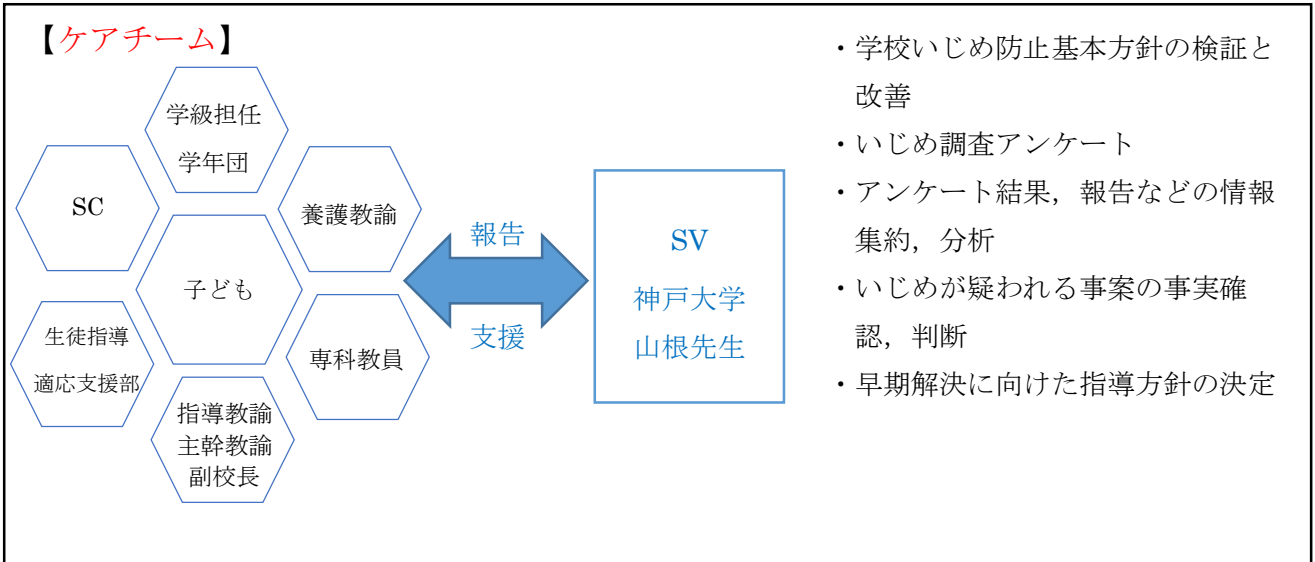 【ケアチーム】
学級担任
学年団
SC
養護教諭
子ども
生徒指導
適応支援部
専科教員
指導教諭
主幹教諭
副校長
報告
支援
SV
神戸大学
山根先生
・学校いじめ防止基本方針の検証と
改善
・いじめ調査アンケート
・アンケート結果，報告などの情報
集約，分析
・いじめが疑われる事案の事実確
認，判断
・早期解決に向けた指導方針の決定